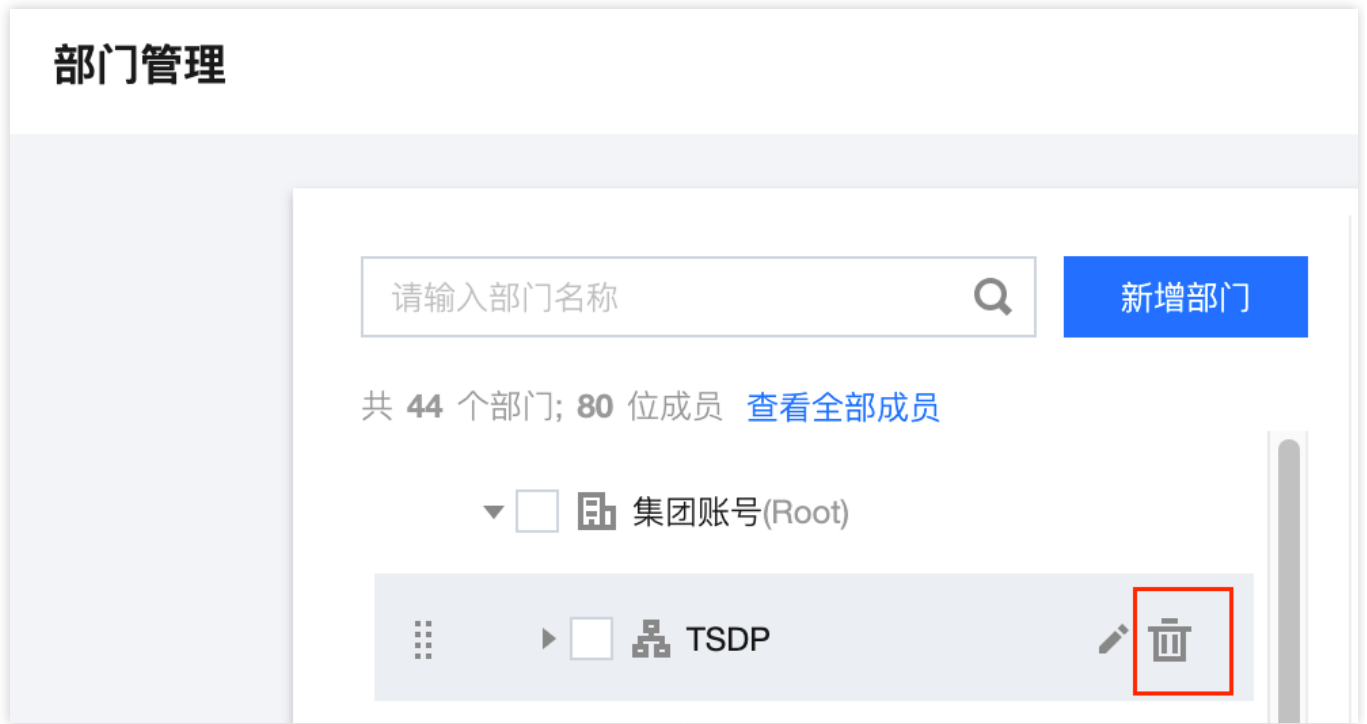 部门管理
请输入部门名称
新增部门
共 44 个部门; 80 位成员 查看全部成员
集团账号(Root)
TSDP